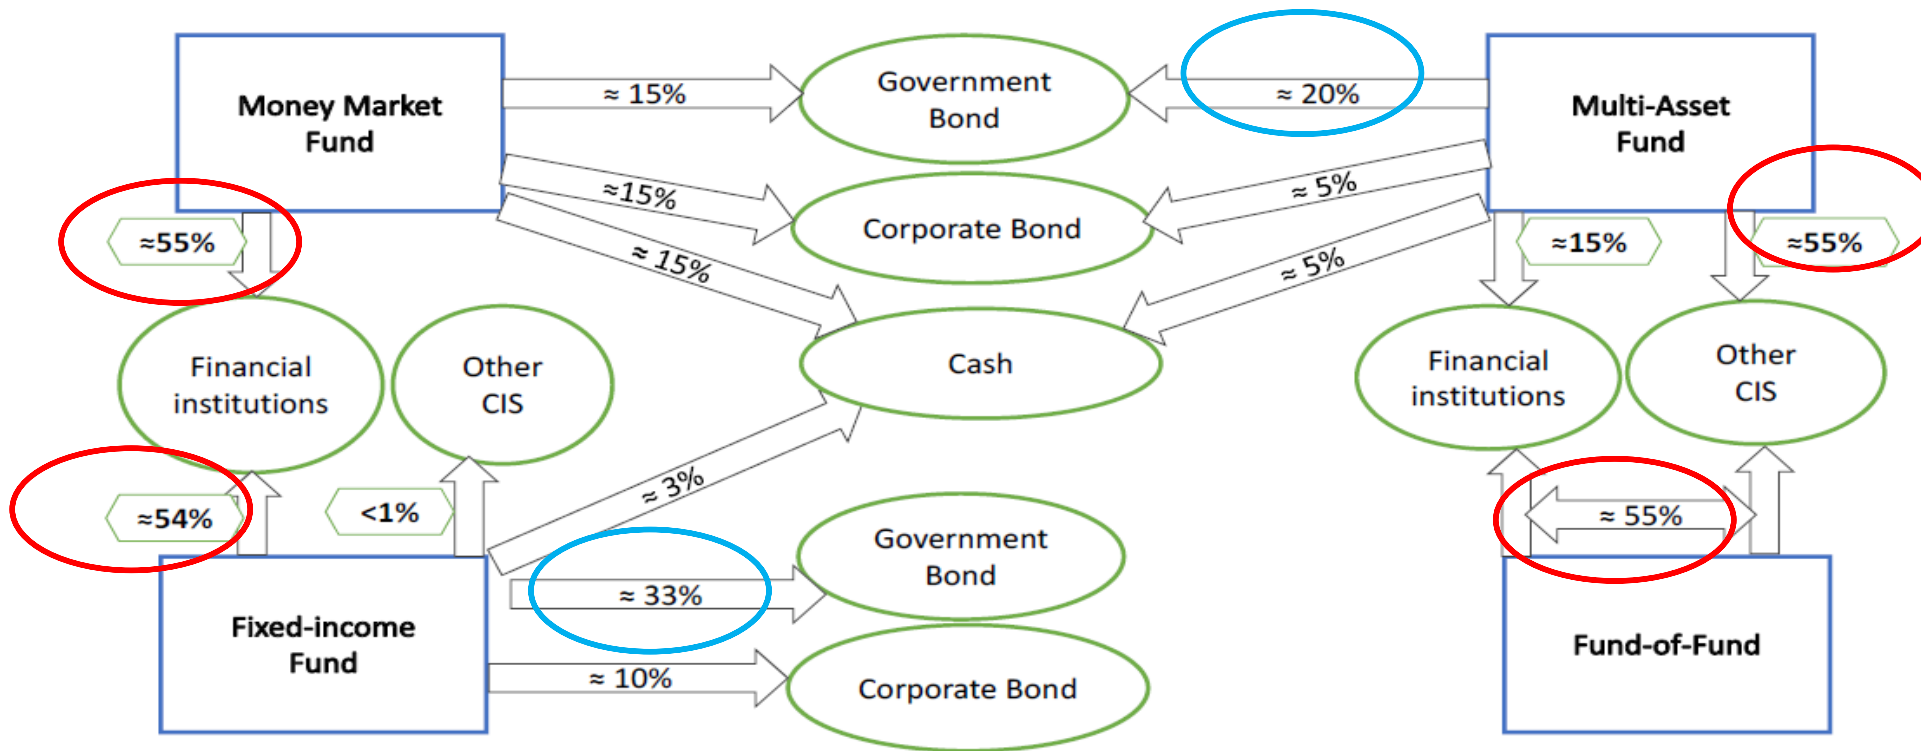 Money Market
Fund
≈ 15%
Government
Bond
≈ 20%
Multi-Asset
Fund
≈15%
Corporate Bond
≈ 5%
≈55%
≈ 15%
≈ 5%
≈15%
≈55%
Financial
institutions
Other
CIS
Cash
Financial
institutions
Other
CIS
≈54%
<1%
≈ 3%
≈ 55%
Government
Bond
≈ 33%
Fixed-income
Fund
≈ 10%
Corporate Bond
Fund-of-Fund